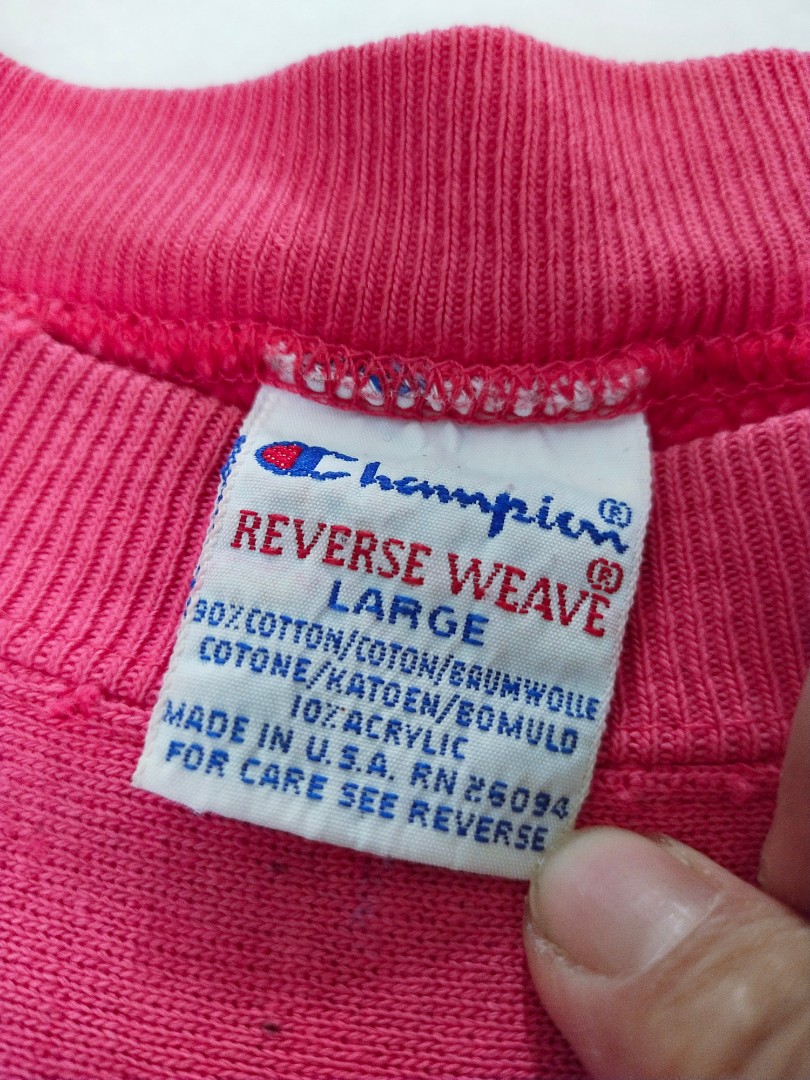 Champion®
REVERSE WEAVE®
LARGE
90% COTTON/COTON/BAUMWOLLE
COTONE/KATOEN/BOMULD
10% ACRYLIC
MADE IN U.S.A. RN 26094
FOR CARE SEE REVERSE